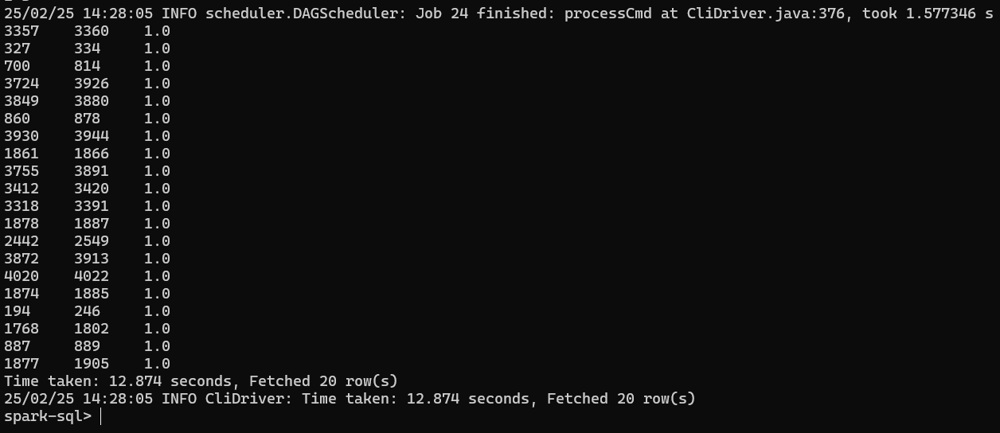 25/02/25 14:28:05 INFO scheduler.DAGScheduler: Job 24 finished: processCmd at CliDriver.java:376, took 1.577346 s
3357    3360    1.0
327     334     1.0
700     814     1.0
3724    3926    1.0
3849    3880    1.0
860     878     1.0
3930    3944    1.0
1861    1866    1.0
3755    3891    1.0
3412    3420    1.0
3318    3391    1.0
1878    1887    1.0
2442    2549    1.0
3872    3913    1.0
4020    4022    1.0
1874    1885    1.0
194     246     1.0
1768    1802    1.0
887     889     1.0
1877    1905    1.0
Time taken: 12.874 seconds, Fetched 20 row(s)
25/02/25 14:28:05 INFO CliDriver: Time taken: 12.874 seconds, Fetched 20 row(s)
spark-sql>